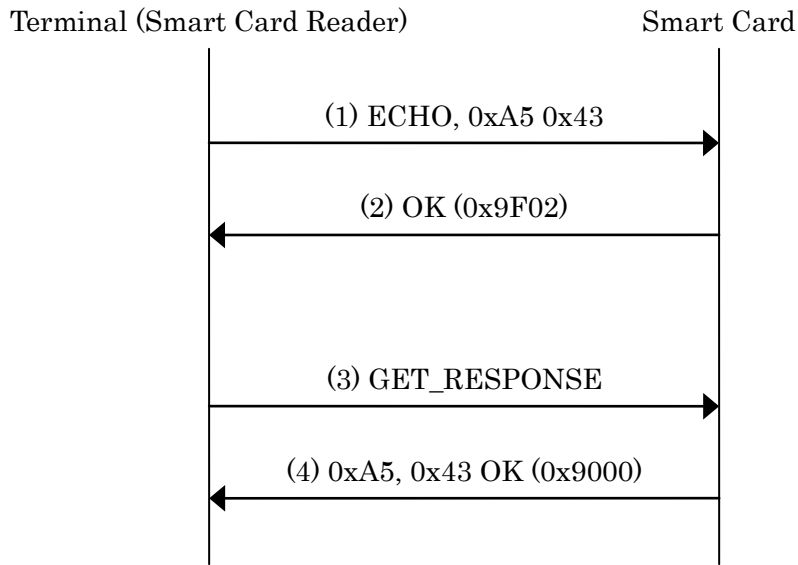 Terminal (Smart Card Reader)
Smart Card
(1) ECHO, 0xA5 0x43
(2) OK (0x9F02)
(3) GET_RESPONSE
(4) 0xA5, 0x43 OK (0x9000)